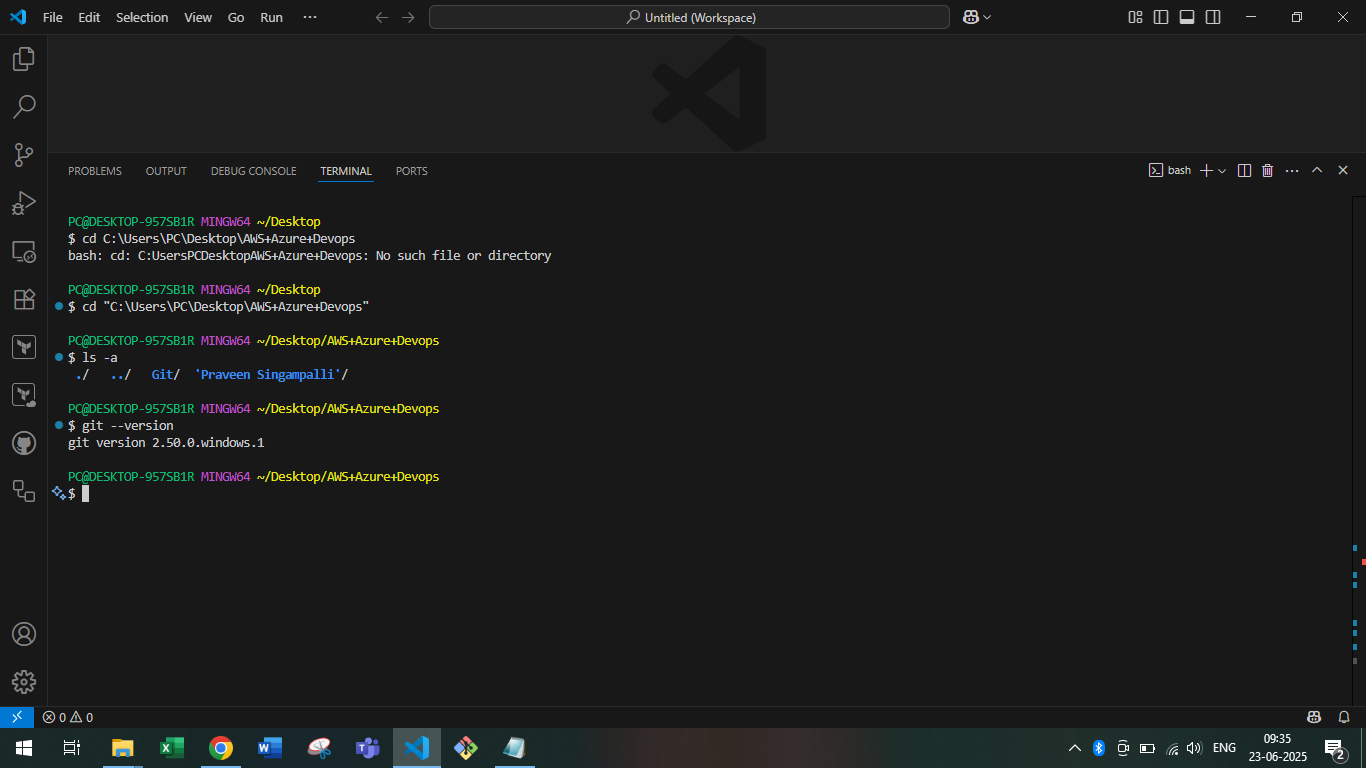 File Edit Selection View Go Run ···
Untitled (Workspace)
PROBLEMS OUTPUT DEBUG CONSOLE TERMINAL PORTS
bash
PC@DESKTOP-957SB1R MINGW64 ~/Desktop
$ cd C:\Users\PC\Desktop\AWS+Azure+Devops
bash: cd: C:UsersPCDesktopAWS+Azure+Devops: No such file or directory
PC@DESKTOP-957SB1R MINGW64 ~/Desktop
$ cd "C:\Users\PC\Desktop\AWS+Azure+Devops"
PC@DESKTOP-957SB1R MINGW64 ~/Desktop/AWS+Azure+Devops
$ ls -a
./ ../ Git/ 'Praveen Singampalli'/
PC@DESKTOP-957SB1R MINGW64 ~/Desktop/AWS+Azure+Devops
$ git --version
git version 2.50.0.windows.1
PC@DESKTOP-957SB1R MINGW64 ~/Desktop/AWS+Azure+Devops
$
0 0
ENG
09:35
23-06-2025
2